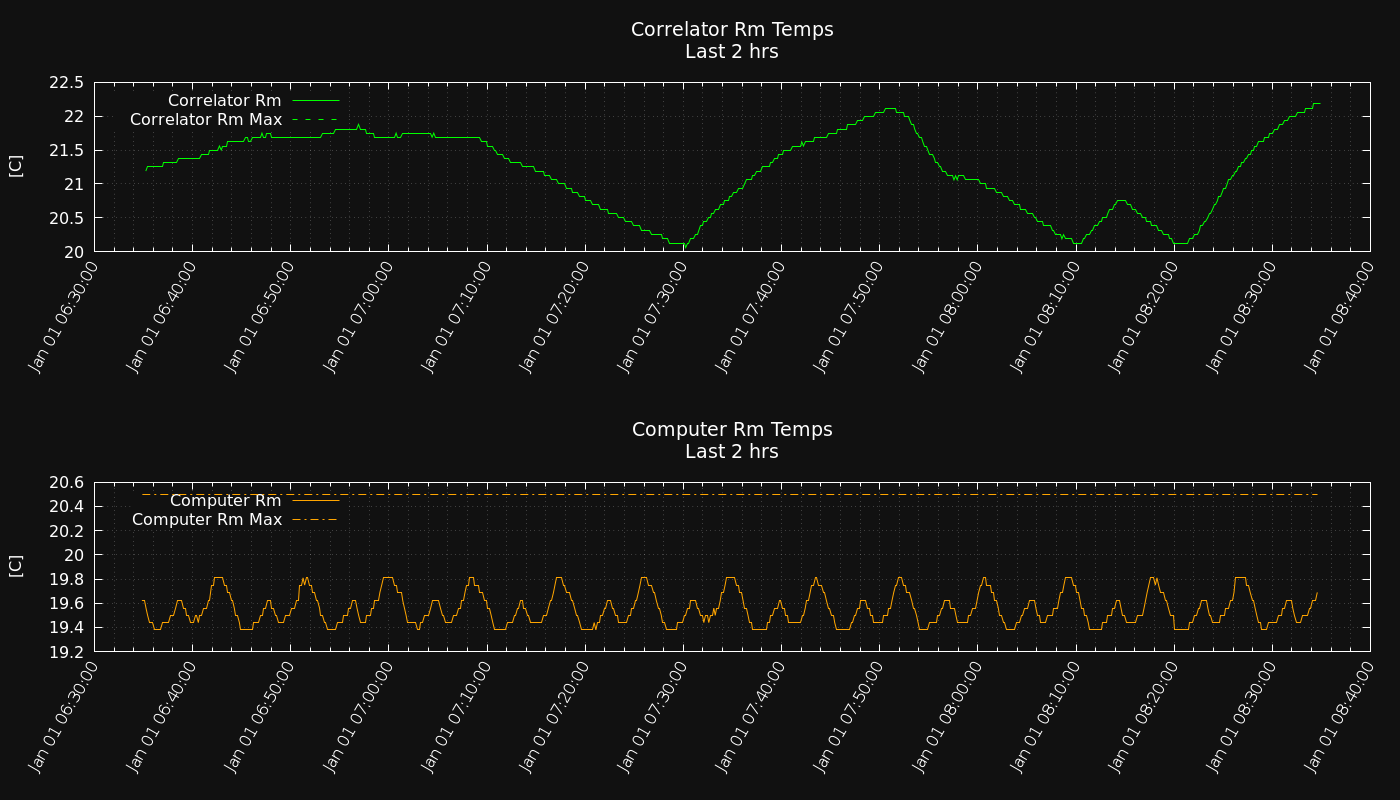 Correlator Rm Temps
Last 2 hrs
22.5
22
21.5
21
20.5
20
[C]
Correlator Rm
Correlator Rm Max
Jan 01 06:30:00
Jan 01 06:40:00
Jan 01 06:50:00
Jan 01 07:00:00
Jan 01 07:10:00
Jan 01 07:20:00
Jan 01 07:30:00
Jan 01 07:40:00
Jan 01 07:50:00
Jan 01 08:00:00
Jan 01 08:10:00
Jan 01 08:20:00
Jan 01 08:30:00
Jan 01 08:40:00
Computer Rm Temps
Last 2 hrs
20.6
20.4
20.2
20
19.8
19.6
19.4
19.2
[C]
Computer Rm
Computer Rm Max
Jan 01 06:30:00
Jan 01 06:40:00
Jan 01 06:50:00
Jan 01 07:00:00
Jan 01 07:10:00
Jan 01 07:20:00
Jan 01 07:30:00
Jan 01 07:40:00
Jan 01 07:50:00
Jan 01 08:00:00
Jan 01 08:10:00
Jan 01 08:20:00
Jan 01 08:30:00
Jan 01 08:40:00